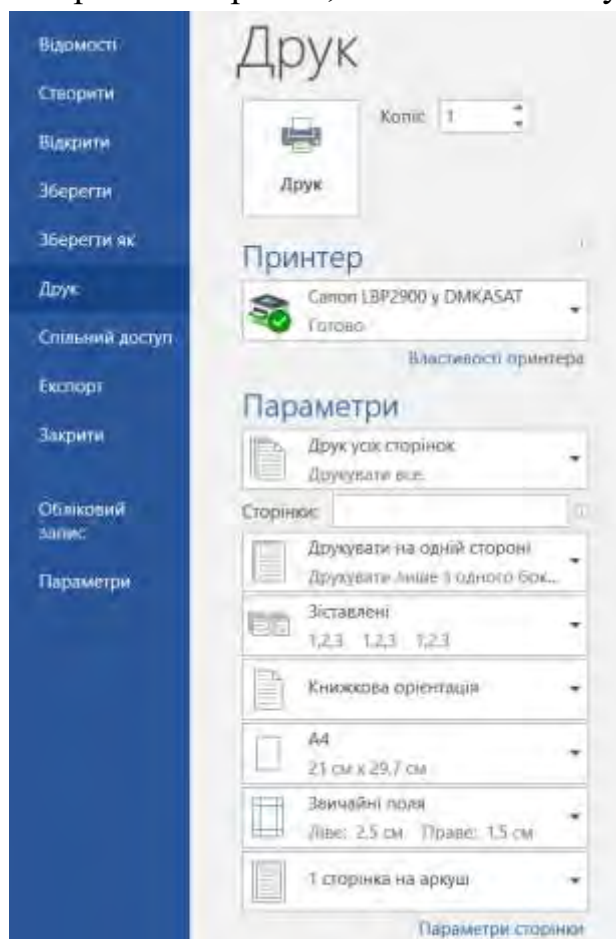 Відомості
Створити
Відкрити
Зберегти
Зберегти як
Друк
Спільний доступ
Експорт
Закрити
Обліковий
запис
Параметри
Друк
Копії: 1
Друк
Принтер
Canon LBP2900 у DMKASAT
Готово
Властивості принтера
Параметри
Друк усіх сторінок
Друкувати все
Сторінки:
Друкувати на одній стороні
Друкувати лише з одного бок...
Зіставлені
1,2,3 1,2,3 1,2,3
Книжкова орієнтація
A4
21 см x 29,7 см
Звичайні поля
Ліве: 2,5 см Праве: 1,5 см
1 сторінка на аркуш
Параметри сторінки